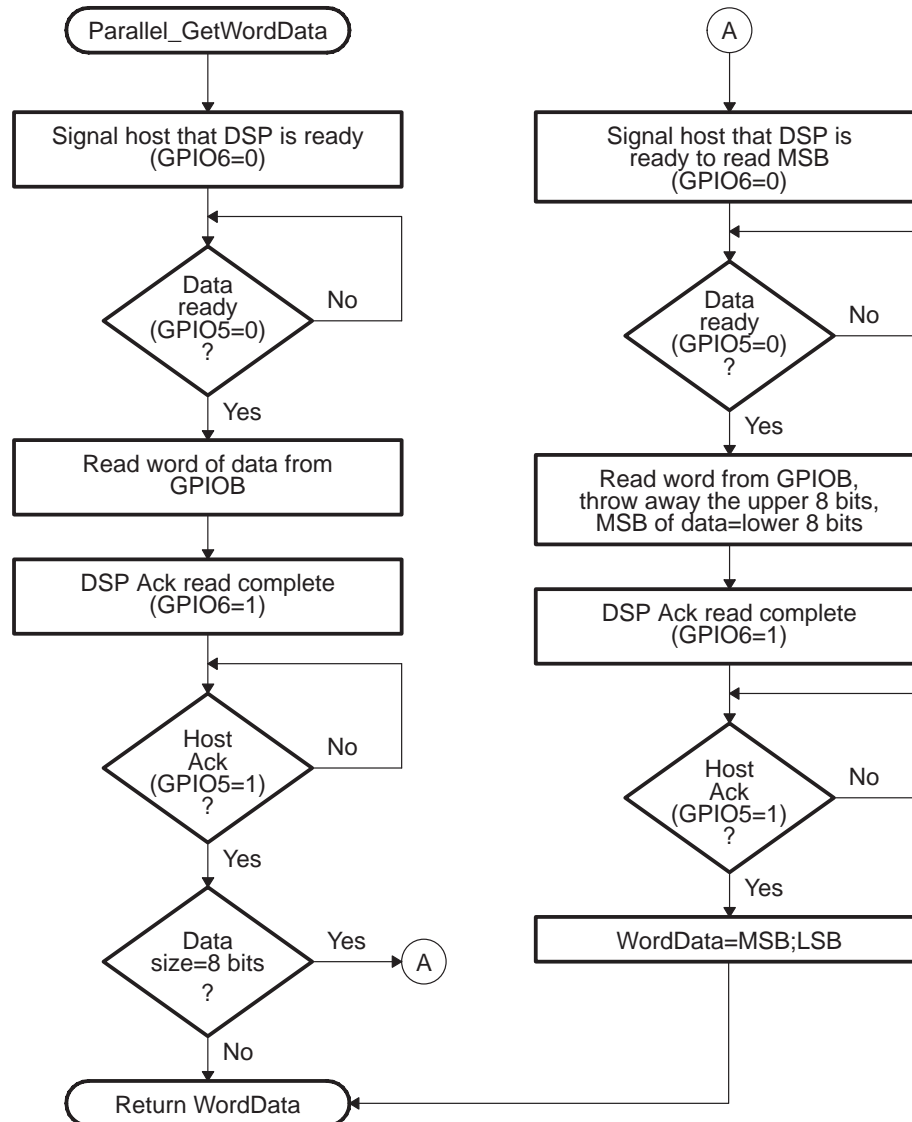 Parallel_GetWordData
Signal host that DSP is ready
(GPIO6=0)
Data
ready
(GPIO5=0)
?
No
Yes
Read word of data from
GPIOB
DSP Ack read complete
(GPIO6=1)
Host
Ack
(GPIO5=1)
?
No
Yes
Data
size=8 bits
?
Yes
A
No
Return WordData
A
Signal host that DSP is
ready to read MSB
(GPIO6=0)
Data
ready
(GPIO5=0)
?
No
Yes
Read word from GPIOB,
throw away the upper 8 bits,
MSB of data=lower 8 bits
DSP Ack read complete
(GPIO6=1)
Host
Ack
(GPIO5=1)
?
No
Yes
WordData=MSB;LSB